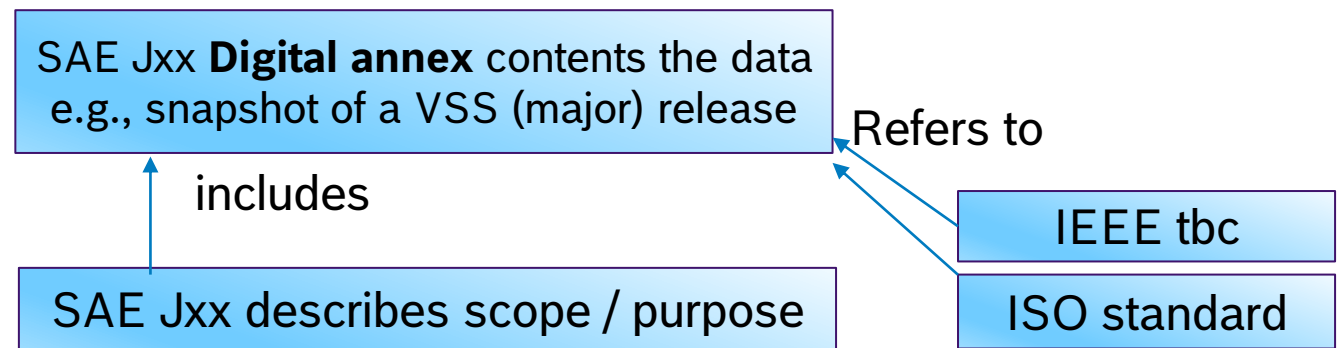 SAE Jxx Digital annex contents the data
e.g., snapshot of a VSS (major) release
Refers to
includes
IEEE tbc
SAE Jxx describes scope / purpose
ISO standard